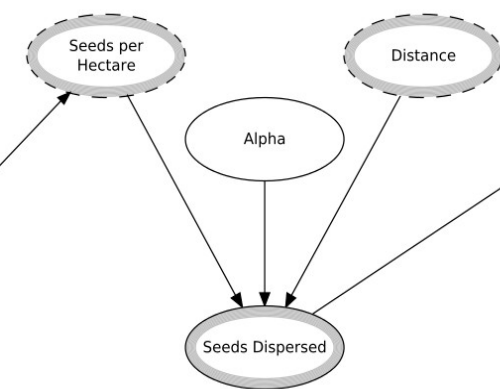 Seeds per
Hectare
Distance
Alpha
Seeds Dispersed